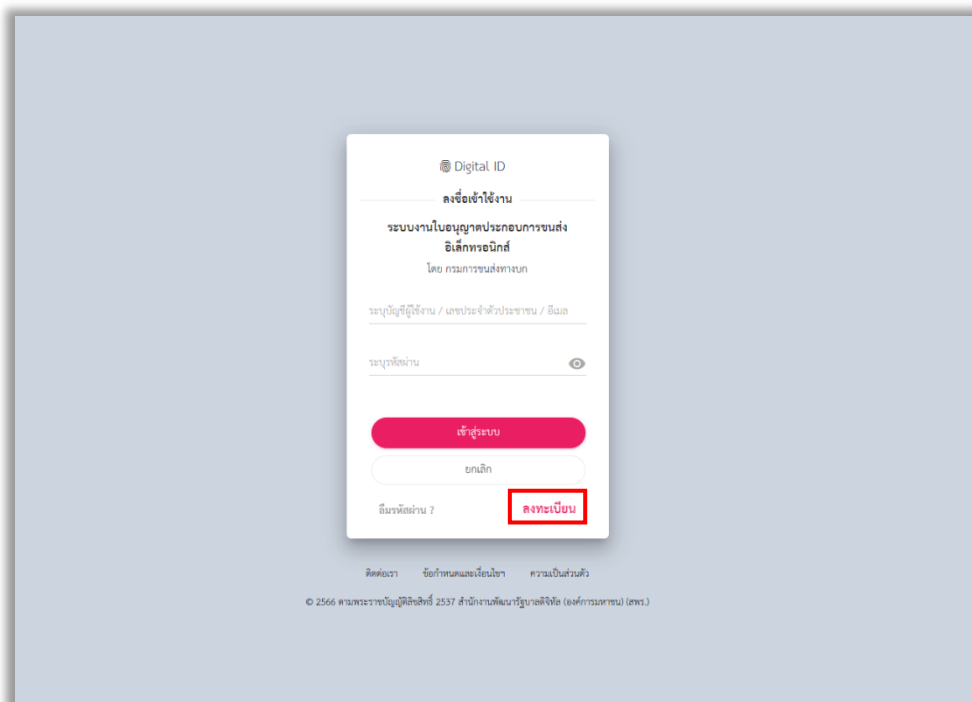 Digital ID
ลงชื่อเข้าใช้งาน
ระบบงานใบอนุญาตประกอบการขนส่ง
อิเล็กทรอนิกส์
โดย กรมการขนส่งทางบก
ระบุบัญชีผู้ใช้งาน / เลขประจำตัวประชาชน / อีเมล
ระบุรหัสผ่าน
เข้าสู่ระบบ
ยกเลิก
ลืมรหัสผ่าน ? ลงทะเบียน
ติดต่อเรา ข้อกำหนดและเงื่อนไขฯ ความเป็นส่วนตัว
© 2566 ตามพระราชบัญญัติลิขสิทธิ์ 2537 สำนักงานพัฒนารัฐบาลดิจิทัล (องค์การมหาชน) (สพร.)